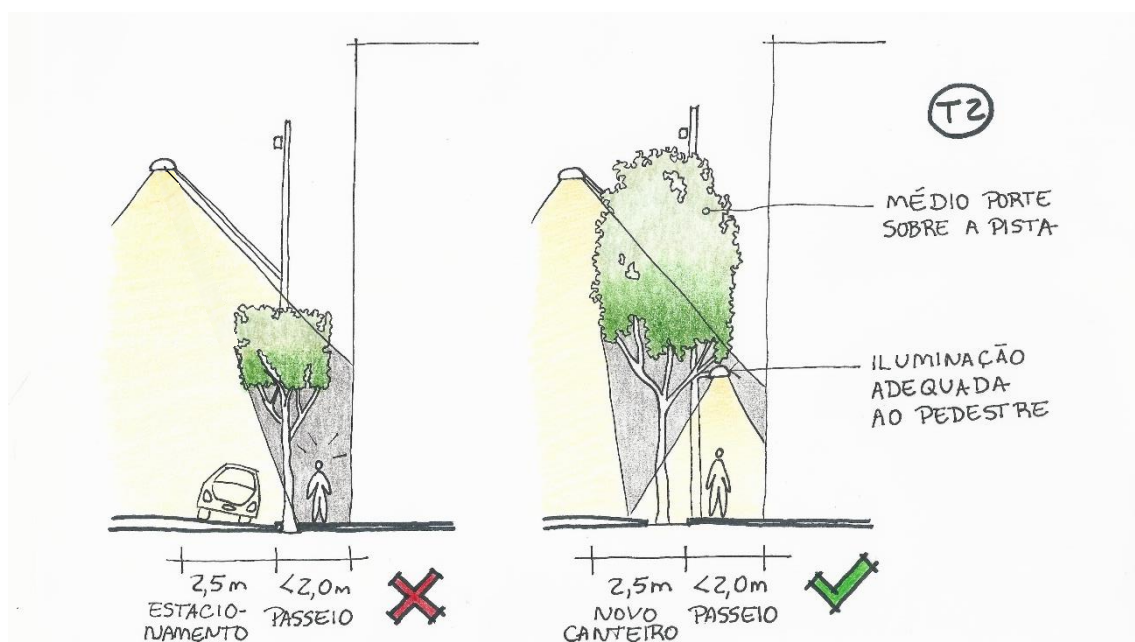 T2
MÉDIO PORTE
SOBRE A PISTA
ILUMINAÇÃO
ADEQUADA
AO PEDESTRE
2,5m
ESTACIO-
NAMENTO
<2,0m
PASSEIO
2,5m
NOVO
CANTEIRO
<2,0m
PASSEIO